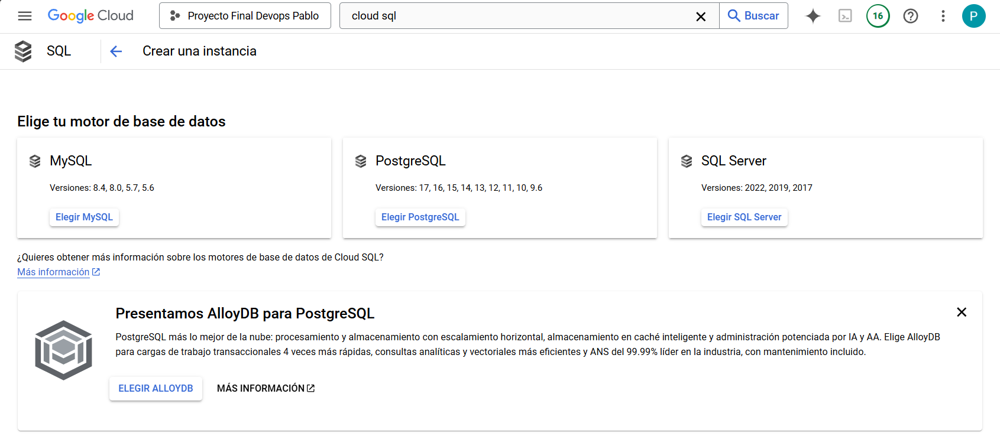 Google Cloud
Proyecto Final Devops Pablo
cloud sql
Buscar
16
P
SQL
Crear una instancia
Elige tu motor de base de datos
MySQL
Versiones: 8.4, 8.0, 5.7, 5.6
Elegir MySQL
PostgreSQL
Versiones: 17, 16, 15, 14, 13, 12, 11, 10, 9.6
Elegir PostgreSQL
SQL Server
Versiones: 2022, 2019, 2017
Elegir SQL Server
¿Quieres obtener más información sobre los motores de base de datos de Cloud SQL?
Más información
Presentamos AlloyDB para PostgreSQL
PostgreSQL más lo mejor de la nube: procesamiento y almacenamiento con escalamiento horizontal, almacenamiento en caché inteligente y administración potenciada por IA y AA. Elige AlloyDB
para cargas de trabajo transaccionales 4 veces más rápidas, consultas analíticas y vectoriales más eficientes y ANS del 99.99% líder en la industria, con mantenimiento incluido.
ELEGIR ALLOYDB
MÁS INFORMACIÓN